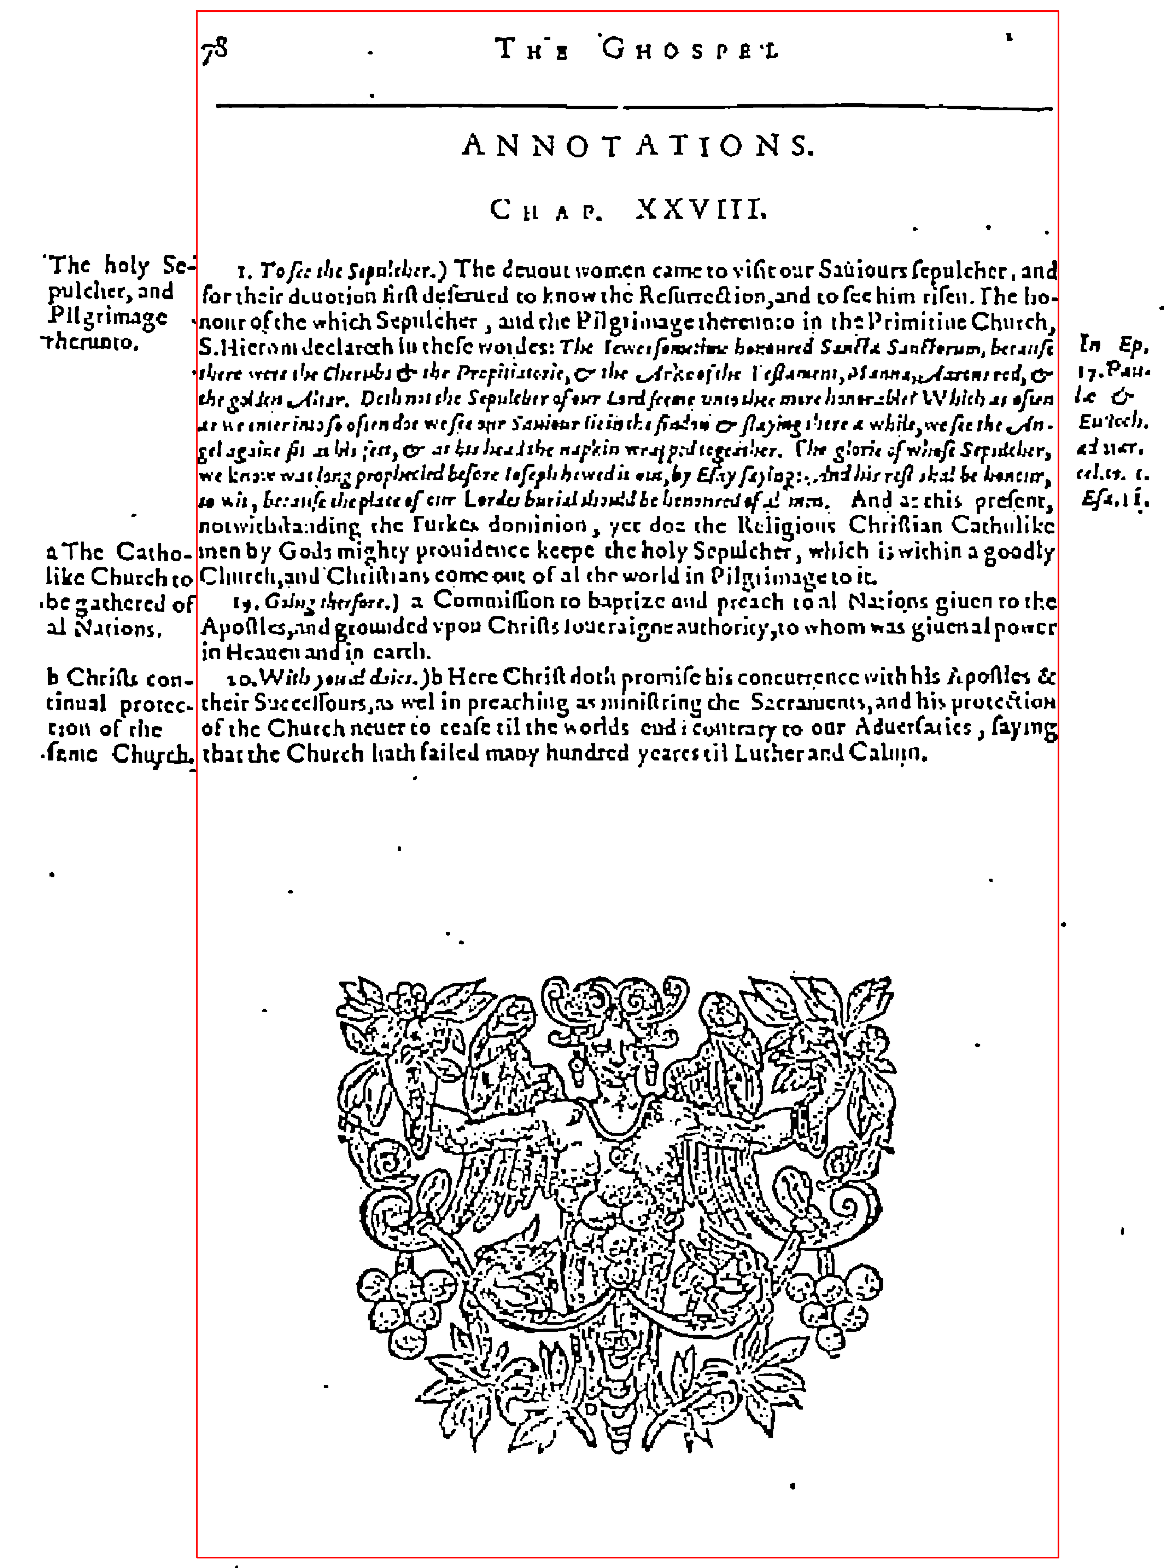 78 THE GHOSPEL
ANNOTATIONS.
CHAP. XXVIII.
The holy Se-
pulcher, and
Pilgrimage
therunto.
1. To ſee the Sepulcher.) The deuout women came to viſit our Sauiours ſepulcher, and
for their deuotion firſt deſerued to know the Reſurrection, and to ſee him riſen. The ho-
nour of the which Sepulcher, and the Pilgrimage thereunto in the Primitiue Church,
S. Hierom declareth in theſe wordes: The Iewes ſometime honoured Sancta Sanctorum, becauſe
there were the Cherubs & the Propitiatorie, & the Arke of the Teſtament, Manna, Aarons rod, &
the golden Altar. Doth not the Sepulcher of our Lord ſeeme vnto thee more honorable? Which as often
as we enter into ſo often doe we ſee our Sauiour lie in the ſindon & ſtaying there a while, we ſee the An-
gel againe ſit at his feet, & at his head the napkin wrapped together. The glorie of whoſe Sepulcher,
we know was long prophecied before Ioſeph hewed it out, by Eſay ſaying: And his reſt shal be honour,
to wit, becauſe the place of our Lordes burial should be honoured of al men. And at this preſent,
notwithſtanding the Turkes dominion, yet doe the Religious Chriſtian Catholike
men by Gods mighty prouidence keepe the holy Sepulcher, which is within a goodly
Church, and Chriſtians come out of al the world in Pilgrimage to it.
In Ep.
17. Pau-
læ &
Euſtoch.
ad Mar.
Eſa. 11.
a The Catho-
like Church to
be gathered of
al Nations.
19. Going therfore.) a Commiſſion to baptize and preach to al Nations giuen to the
Apoſtles, and grounded vpon Chriſts ſoueraigne authority, to whom was giuen al power
in Heauen and in earth.
b Chriſts con-
tinual protec-
tion of the
ſame Church.
20. With you al daies.) b Here Chriſt doth promiſe his concurrence with his Apoſtles &
their Succeſſours, as wel in preaching as miniſtring the Sacraments, and his protection
of the Church neuer to ceaſe til the worlds end: contrary to our Aduerſaries, ſaying
that the Church hath failed many hundred yeares til Luther and Caluin.